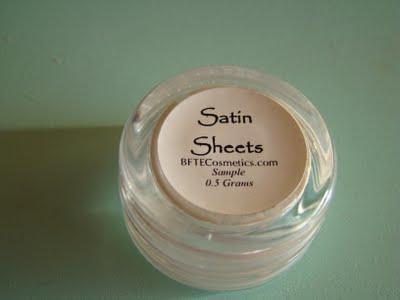 Satin
Sheets
BFTECosmetics.com
Sample
0.5 Grams